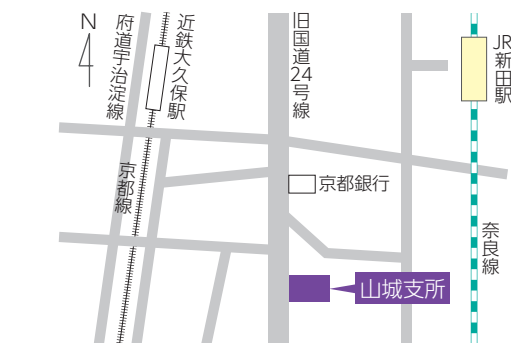 N
府道宇治淀線
近鉄大久保駅
旧国道24号線
JR新田駅
京都線
京都銀行
奈良線
山城支所